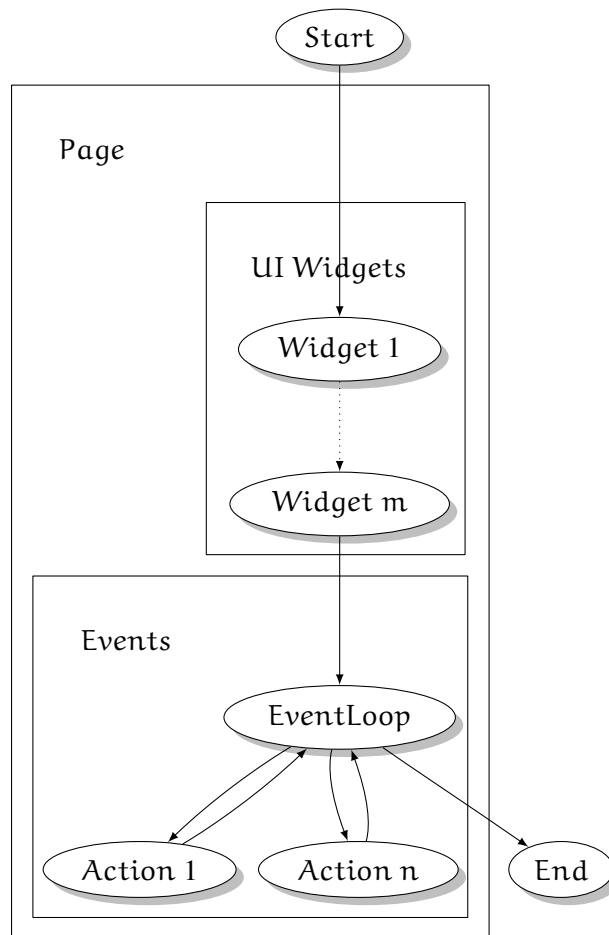 Start
Page
UI Widgets
Widget 1
Widget m
Events
EventLoop
Action 1
Action n
End